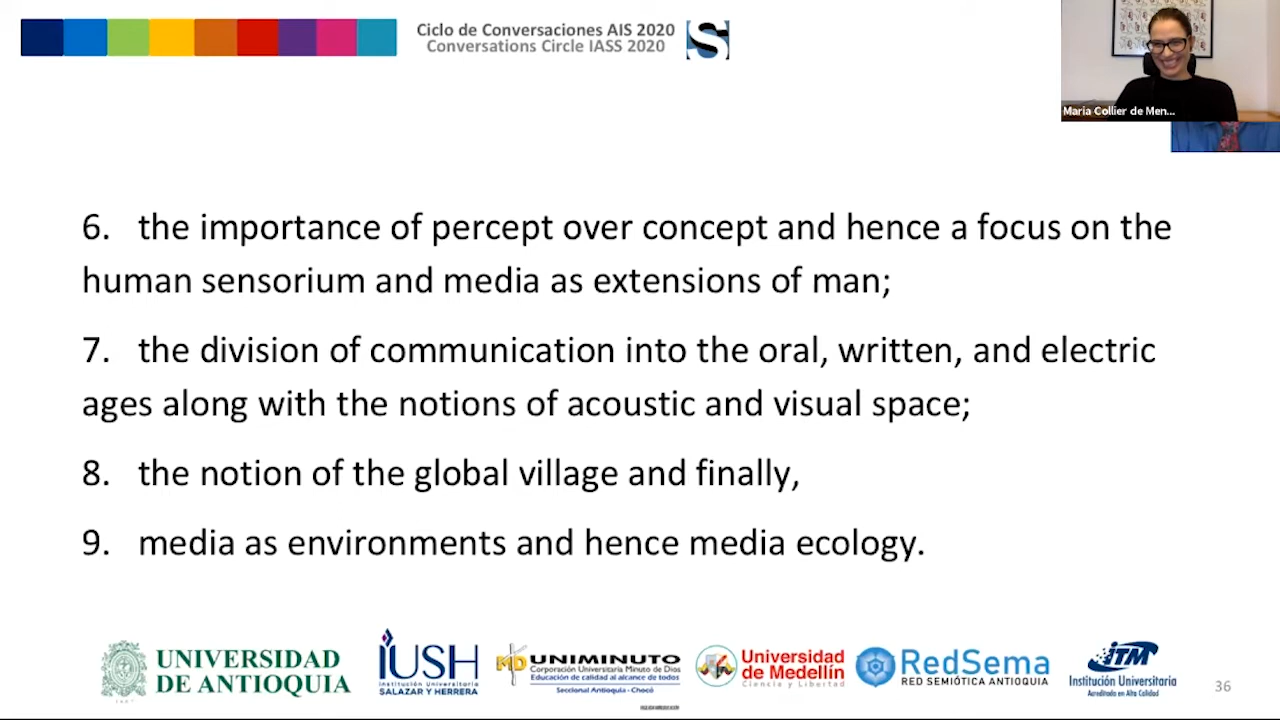 Ciclo de Conversaciones AIS 2020
Conversations Circle IASS 2020
S
Maria Collier de Men...
6. the importance of percept over concept and hence a focus on the
human sensorium and media as extensions of man;
7. the division of communication into the oral, written, and electric
ages along with the notions of acoustic and visual space;
8. the notion of the global village and finally,
9. media as environments and hence media ecology.
UNIVERSIDAD
DE ANTIOQUIA
IUSH
Institución Universitaria
SALAZAR Y HERRERA
MD UNIMINUTO
Corporación Universitaria Minuto de Dios
Educación de calidad al alcance de todos
Seccional Antioquia - Chocó
Universidad
de Medellín
Ciencia y Libertad
RedSema
RED SEMIÓTICA ANTIOQUIA
iTM
Institución Universitaria
Acreditada en Alta Calidad
36